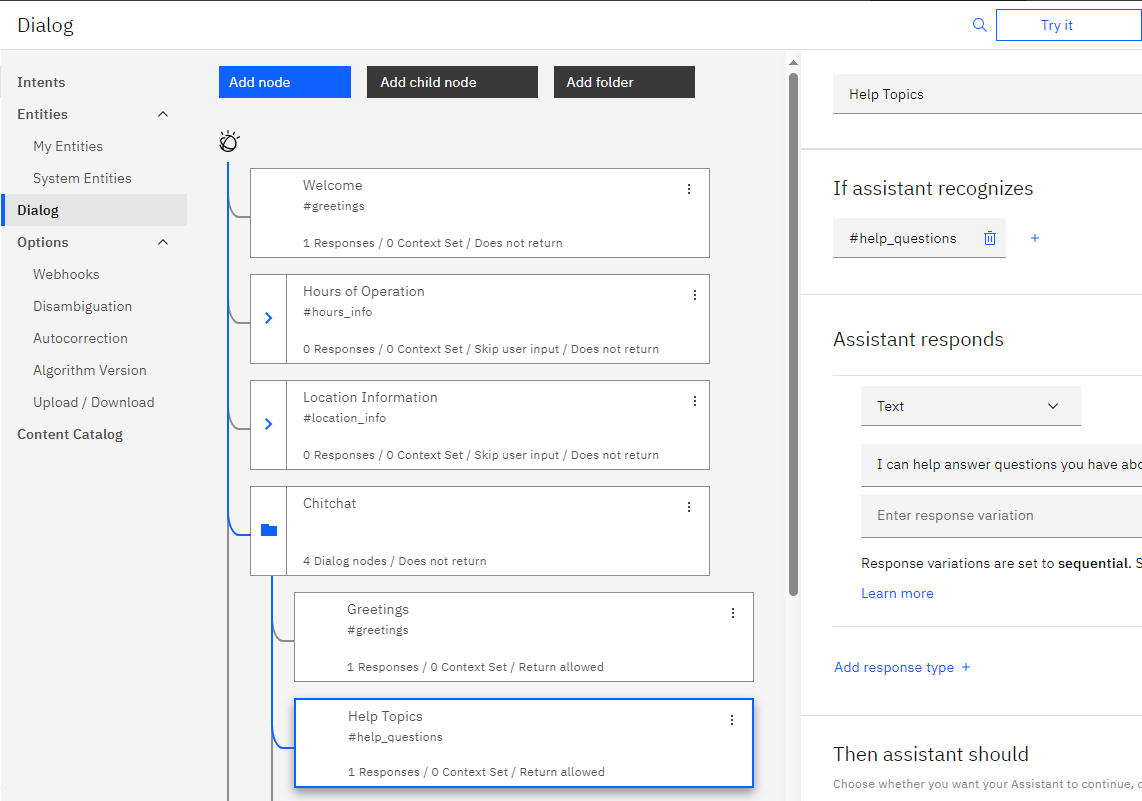 Dialog
Try it
Intents
Entities
My Entities
System Entities
Dialog
Options
Webhooks
Disambiguation
Autocorrection
Algorithm Version
Upload / Download
Content Catalog
Add node
Add child node
Add folder
Welcome
#greetings
1 Responses / 0 Context Set / Does not return
Hours of Operation
#hours_info
0 Responses / 0 Context Set / Skip user input / Does not return
Location Information
#location_info
0 Responses / 0 Context Set / Skip user input / Does not return
Chitchat
4 Dialog nodes / Does not return
Greetings
#greetings
1 Responses / 0 Context Set / Return allowed
Help Topics
#help_questions
1 Responses / 0 Context Set / Return allowed
Help Topics
If assistant recognizes
#help_questions
Assistant responds
Text
I can help answer questions you have abo
Enter response variation
Response variations are set to sequential. S
Learn more
Add response type +
Then assistant should
Choose whether you want your Assistant to continue,